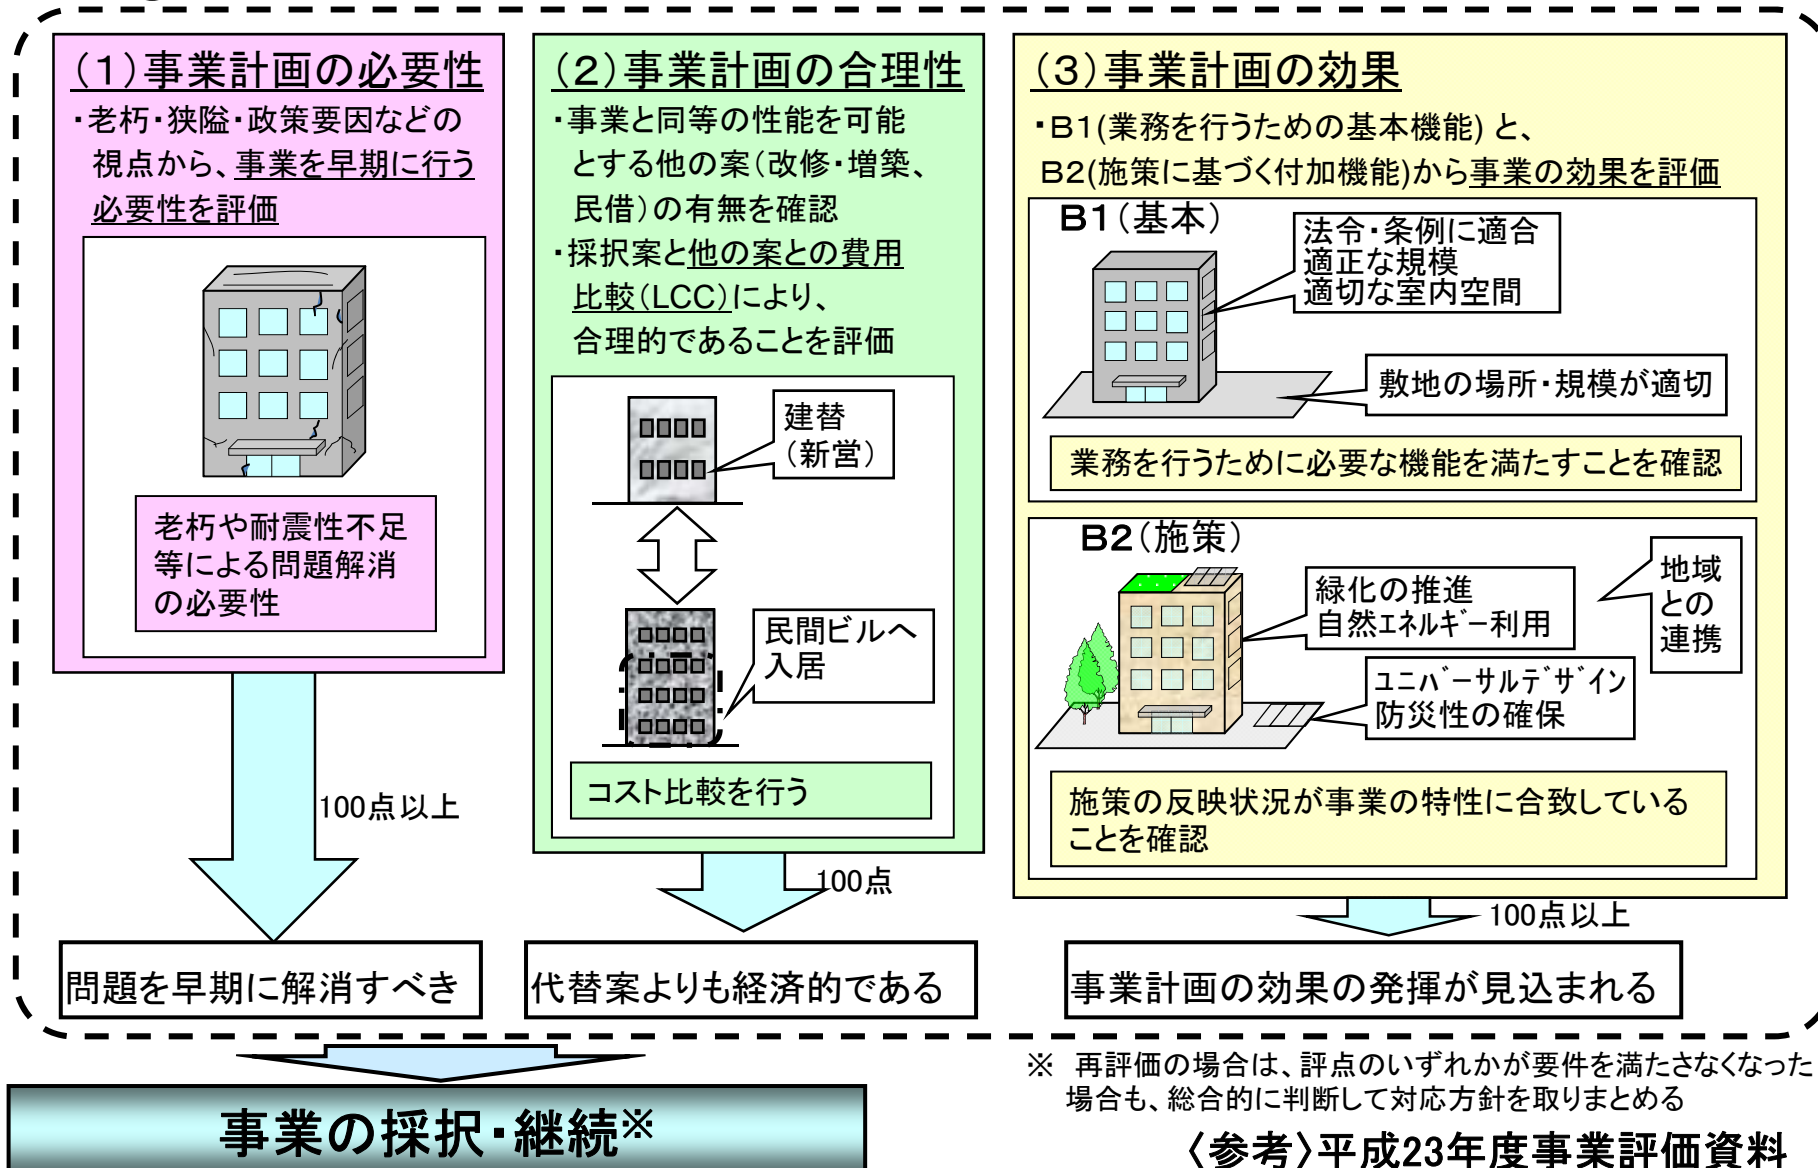 (1)事業計画の必要性
・老朽・狭隘・政策要因などの
視点から、事業を早期に行う
必要性を評価
老朽や耐震性不足
等による問題解消
の必要性
100点以上
問題を早期に解消すべき
(2)事業計画の合理性
・事業と同等の性能を可能
とする他の案(改修・増築、
民借)の有無を確認
・採択案と他の案との費用
比較(LCC)により、
合理的であることを評価
建替
(新営)
民間ビルへ
入居
コスト比較を行う
100点
代替案よりも経済的である
(3)事業計画の効果
・B1(業務を行うための基本機能) と、
B2(施策に基づく付加機能)から事業の効果を評価
B1(基本)
法令・条例に適合
適正な規模
適切な室内空間
敷地の場所・規模が適切
業務を行うために必要な機能を満たすことを確認
B2(施策)
緑化の推進
自然エネルギー利用
地域
との
連携
ユニバーサルデザイン
防災性の確保
施策の反映状況が事業の特性に合致している
ことを確認
100点以上
事業計画の効果の発揮が見込まれる
※ 再評価の場合は、評点のいずれかが要件を満たさなくなった
場合も、総合的に判断して対応方針を取りまとめる
事業の採択・継続※
〈参考〉平成23年度事業評価資料